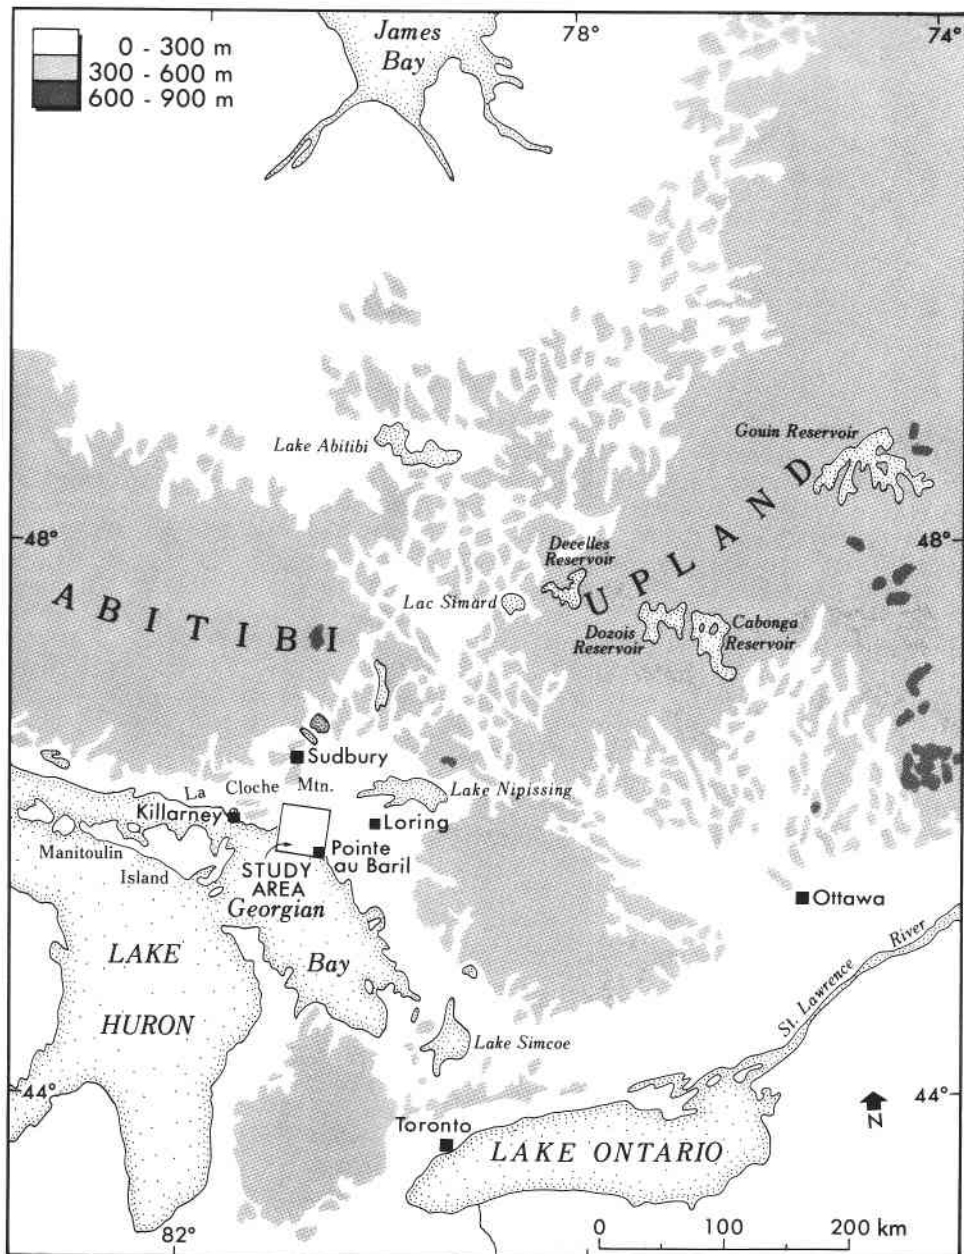 0 - 300 m
300 - 600 m
600 - 900 m
James
Bay
78°
74°
Lake Abitibi
Gouin Reservoir
48°
48°
ABITIBI
UPLAND
Decelles
Reservoir
Lac Simard
Dozois
Reservoir
Cabonga
Reservoir
Sudbury
La Cloche Mtn.
Lake Nipissing
Killarney
Loring
Pointe
au Baril
Manitoulin
Island
STUDY
AREA
Georgian
Bay
Ottawa
LAKE
HURON
St. Lawrence River
Lake Simcoe
44°
44°
N
Toronto
LAKE ONTARIO
82°
0 100 200 km